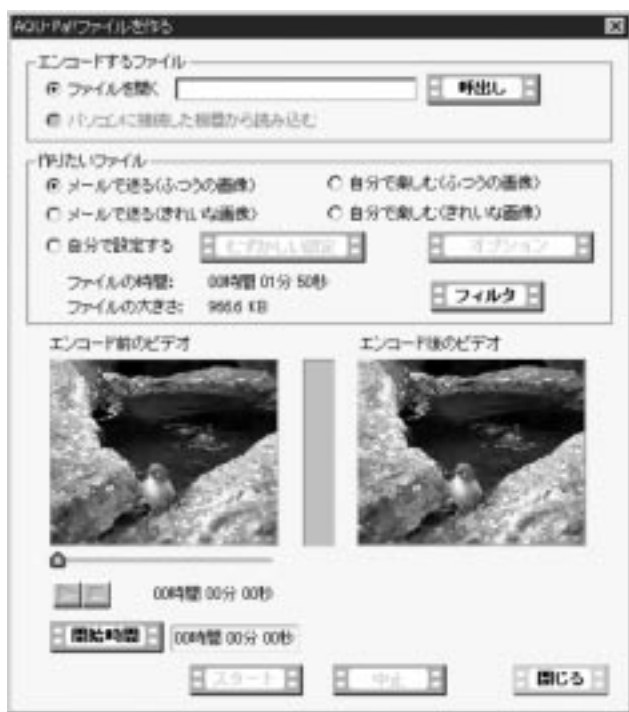 AQU・Pa!!ファイルを作る
エンコードするファイル
ファイルを開く 呼出し
パソコンに接続した機器から読み込む
作りたいファイル
メールで送る(ふつうの画像) 自分で楽しむ(ふつうの画像)
メールで送る(きれいな画像) 自分で楽しむ(きれいな画像)
自分で設定する むずかしい設定 オプション
ファイルの時間: 00時間 01分 50秒
ファイルの大きさ: 966.6 KB
フィルタ
エンコード前のビデオ エンコード後のビデオ
00時間 00分 00秒
開始時間 00時間 00分 00秒
スタート 中止 閉じる